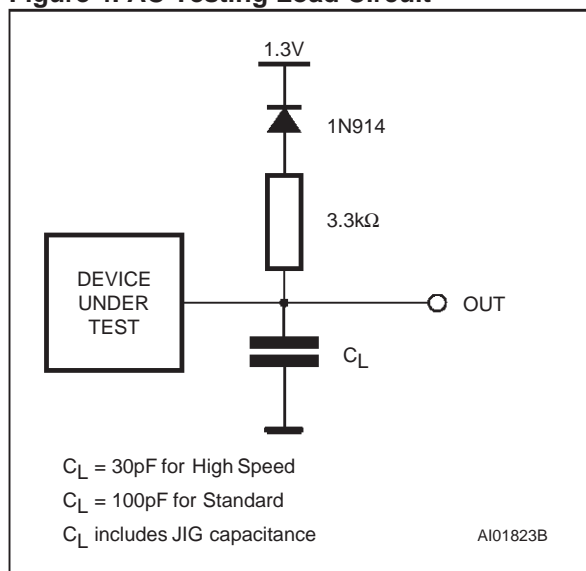 Figure 4. AC Testing Load Circuit
1.3V
1N914
3.3kΩ
DEVICE
UNDER
TEST
OUT
CL
CL = 30pF for High Speed
CL = 100pF for Standard
CL includes JIG capacitance
AI01823B